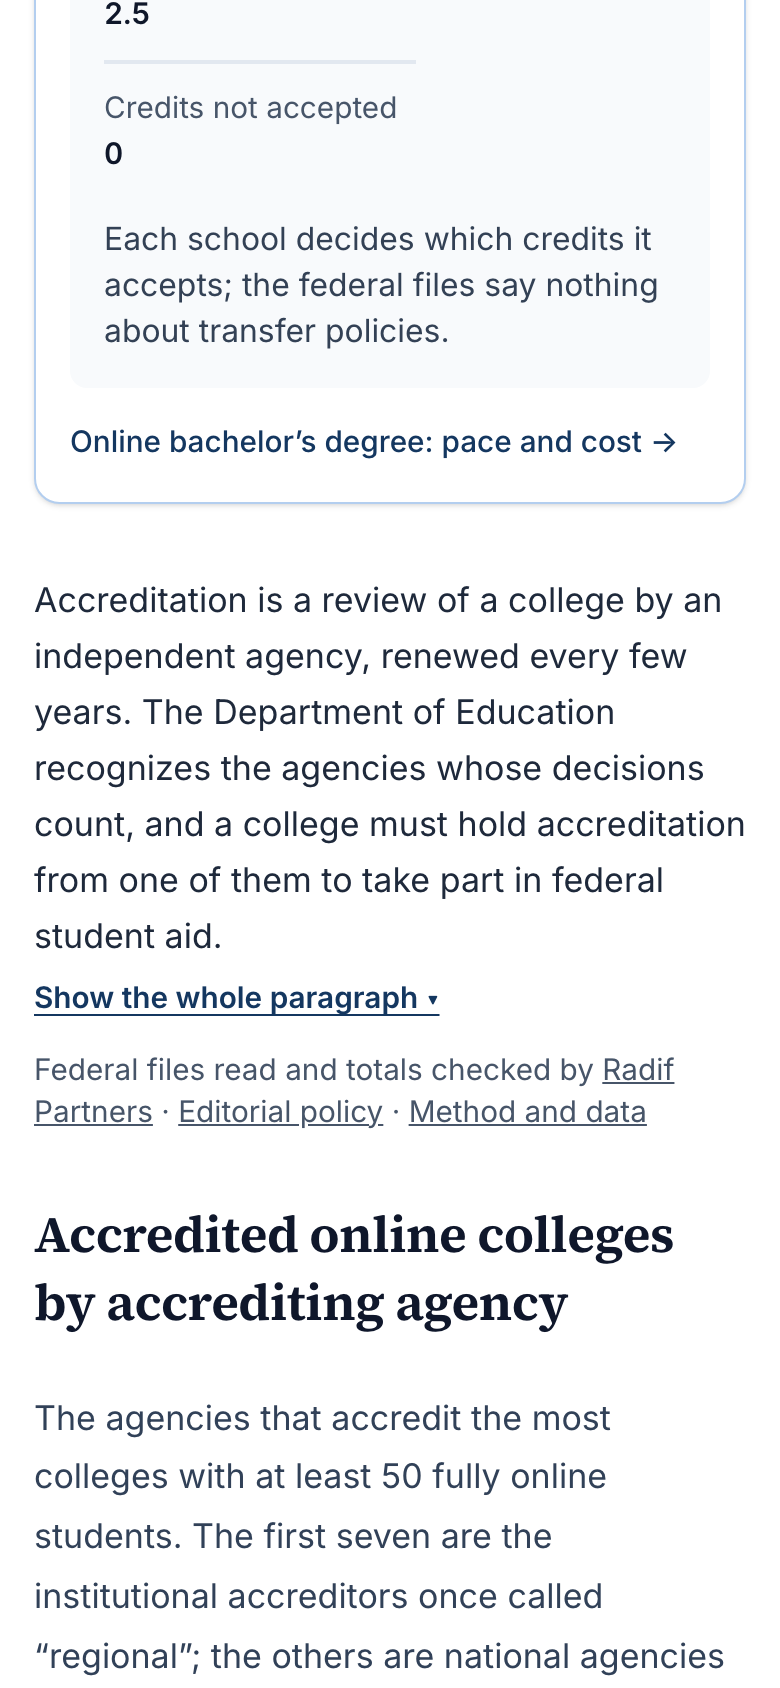 2.5
Credits not accepted
0
Each school decides which credits it
accepts; the federal files say nothing
about transfer policies.
Online bachelor’s degree: pace and cost →
Accreditation is a review of a college by an
independent agency, renewed every few
years. The Department of Education
recognizes the agencies whose decisions
count, and a college must hold accreditation
from one of them to take part in federal
student aid.
Show the whole paragraph ▾
Federal files read and totals checked by Radif
Partners · Editorial policy · Method and data
Accredited online colleges
by accrediting agency
The agencies that accredit the most
colleges with at least 50 fully online
students. The first seven are the
institutional accreditors once called
“regional”; the others are national agencies